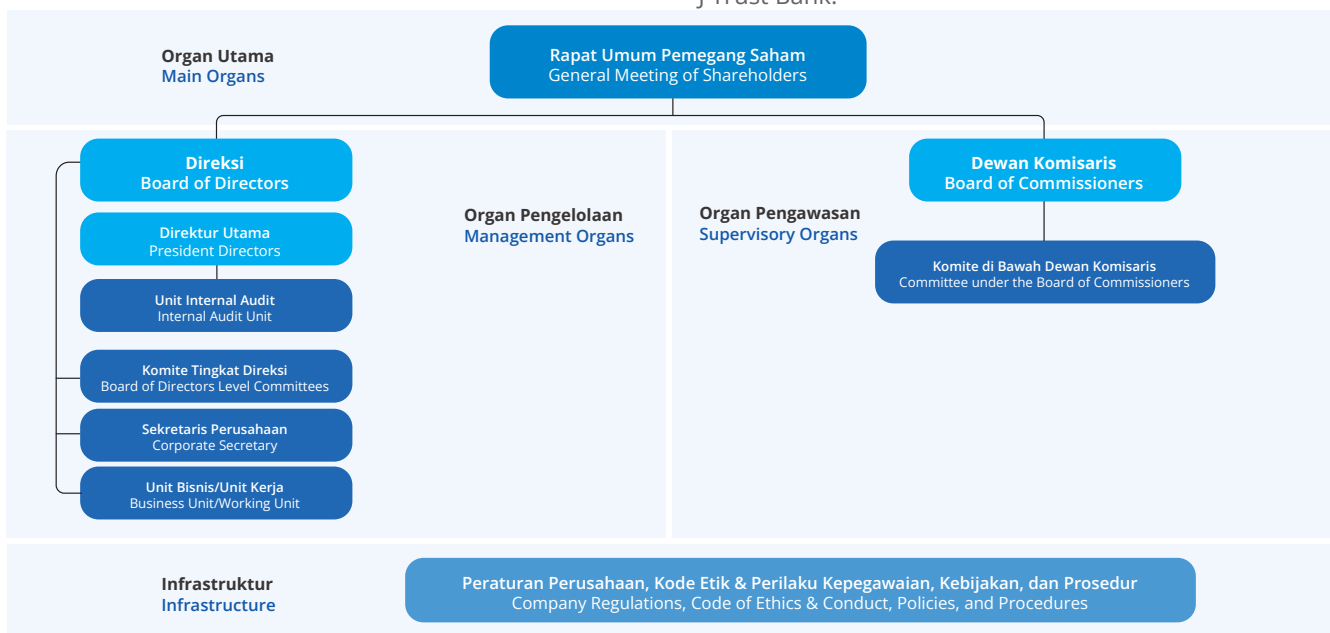 J Trust Bank.
Organ Utama
Main Organs
Rapat Umum Pemegang Saham
General Meeting of Shareholders
Direksi
Board of Directors
Direktur Utama
President Directors
Unit Internal Audit
Internal Audit Unit
Komite Tingkat Direksi
Board of Directors Level Committees
Sekretaris Perusahaan
Corporate Secretary
Unit Bisnis/Unit Kerja
Business Unit/Working Unit
Organ Pengelolaan
Management Organs
Organ Pengawasan
Supervisory Organs
Dewan Komisaris
Board of Commissioners
Komite di Bawah Dewan Komisaris
Committee under the Board of Commissioners
Infrastruktur
Infrastructure
Peraturan Perusahaan, Kode Etik & Perilaku Kepegawaian, Kebijakan, dan Prosedur
Company Regulations, Code of Ethics & Conduct, Policies, and Procedures